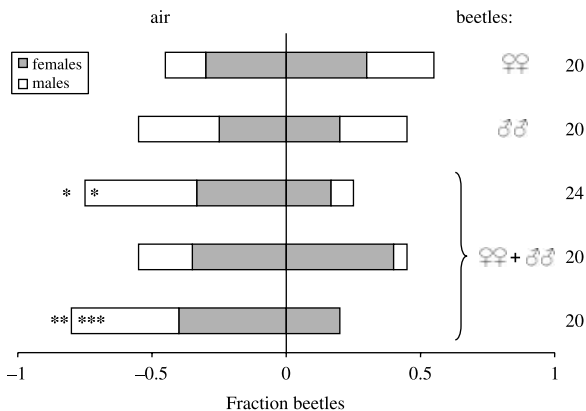 air beetles:
females
males
♀♀ 20
♂♂ 20
* * 24
♀♀ + ♂♂ 20
** *** 20
−1 −0.5 0 0.5 1
Fraction beetles